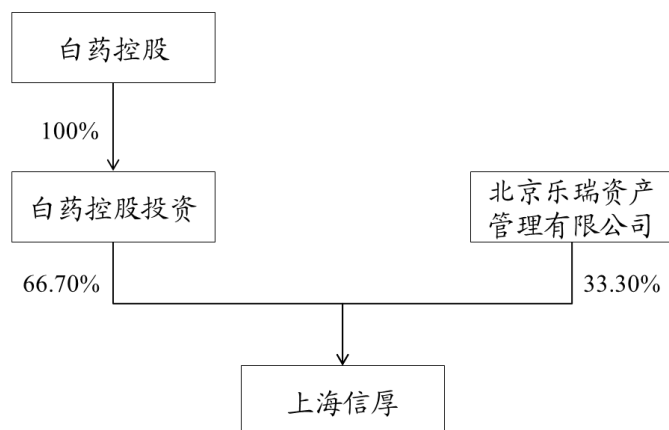 白药控股
100%
白药控股投资
北京乐瑞资产
管理有限公司
66.70%
33.30%
上海信厚